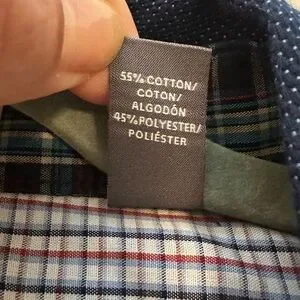 55% COTTON/
COTON/
ALGODÓN
45% POLYESTER/
POLIÉSTER